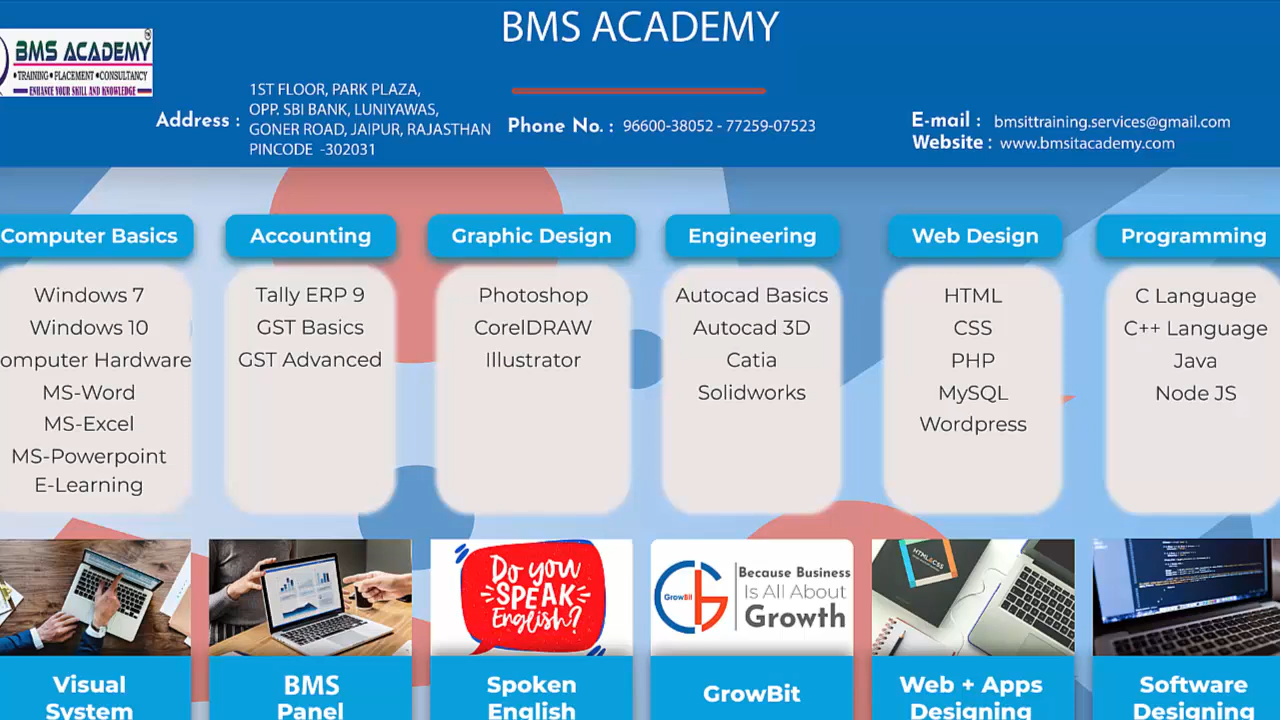 BMS ACADEMY
BMS ACADEMY
TM
•TRAINING•PLACEMENT•CONSULTANCY
ENHANCE YOUR SKILL AND KNOWLEDGE
Address :
1ST FLOOR, PARK PLAZA,
OPP. SBI BANK, LUNIYAWAS,
GONER ROAD, JAIPUR, RAJASTHAN
PINCODE -302031
Phone No. : 96600-38052 - 77259-07523
E-mail : bmsittraining.services@gmail.com
Website : www.bmsitacademy.com
Computer Basics
Windows 7
Windows 10
omputer Hardware
MS-Word
MS-Excel
MS-Powerpoint
E-Learning
Accounting
Tally ERP 9
GST Basics
GST Advanced
Graphic Design
Photoshop
CorelDRAW
Illustrator
Engineering
Autocad Basics
Autocad 3D
Catia
Solidworks
Web Design
HTML
CSS
PHP
MySQL
Wordpress
Programming
C Language
C++ Language
Java
Node JS
Visual
System
BMS
Panel
Do you
SPEAK
English?
Spoken
English
GrowBit
Because Business
Is All About
Growth
GrowBit
HTML&CSS
Web + Apps
Designing
Software
Designing